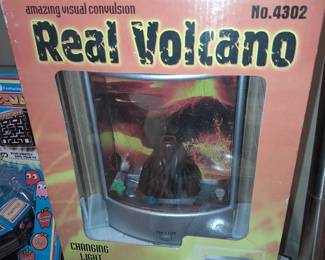 amazing visual convulsion
No.4302
Real Volcano
CHANGING
LIGHT